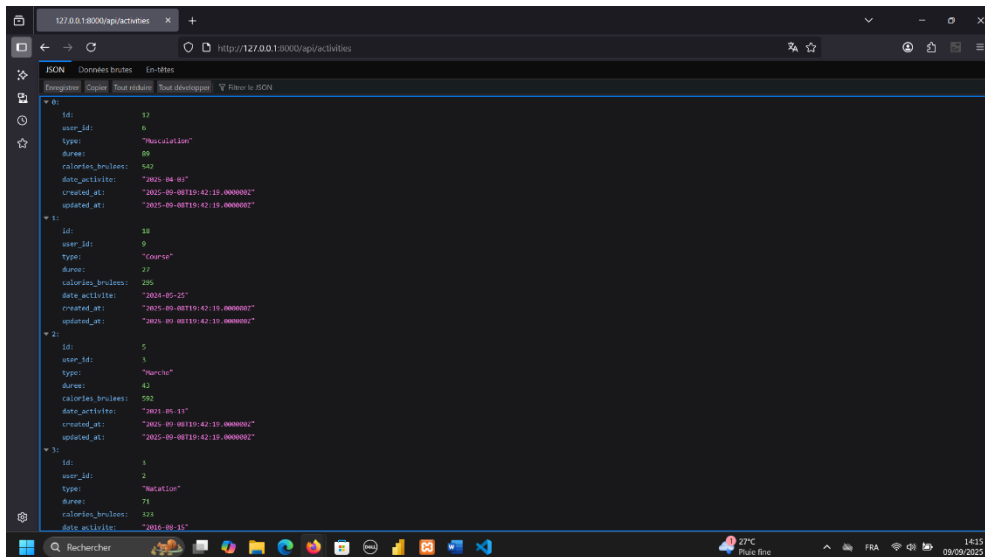 127.0.0.1:8000/api/activities
http://127.0.0.1:8000/api/activities
JSON Données brutes En-têtes
Enregistrer Copier Tout réduire Tout développer Filtrer le JSON
0:
id: 12
user_id: 6
type: "Musculation"
duree: 89
calories_brulees: 542
date_activite: "2025-04-03"
created_at: "2025-09-08T19:42:19.000000Z"
updated_at: "2025-09-08T19:42:19.000000Z"
1:
id: 18
user_id: 9
type: "Course"
duree: 27
calories_brulees: 295
date_activite: "2024-05-25"
created_at: "2025-09-08T19:42:19.000000Z"
updated_at: "2025-09-08T19:42:19.000000Z"
2:
id: 5
user_id: 3
type: "Marche"
duree: 43
calories_brulees: 592
date_activite: "2021-05-13"
created_at: "2025-09-08T19:42:19.000000Z"
updated_at: "2025-09-08T19:42:19.000000Z"
3:
id: 3
user_id: 2
type: "Natation"
duree: 71
calories_brulees: 323
date_activite: "2016-08-15"
Rechercher
1
27°C
Pluie fine
FRA
14:15
09/09/2025